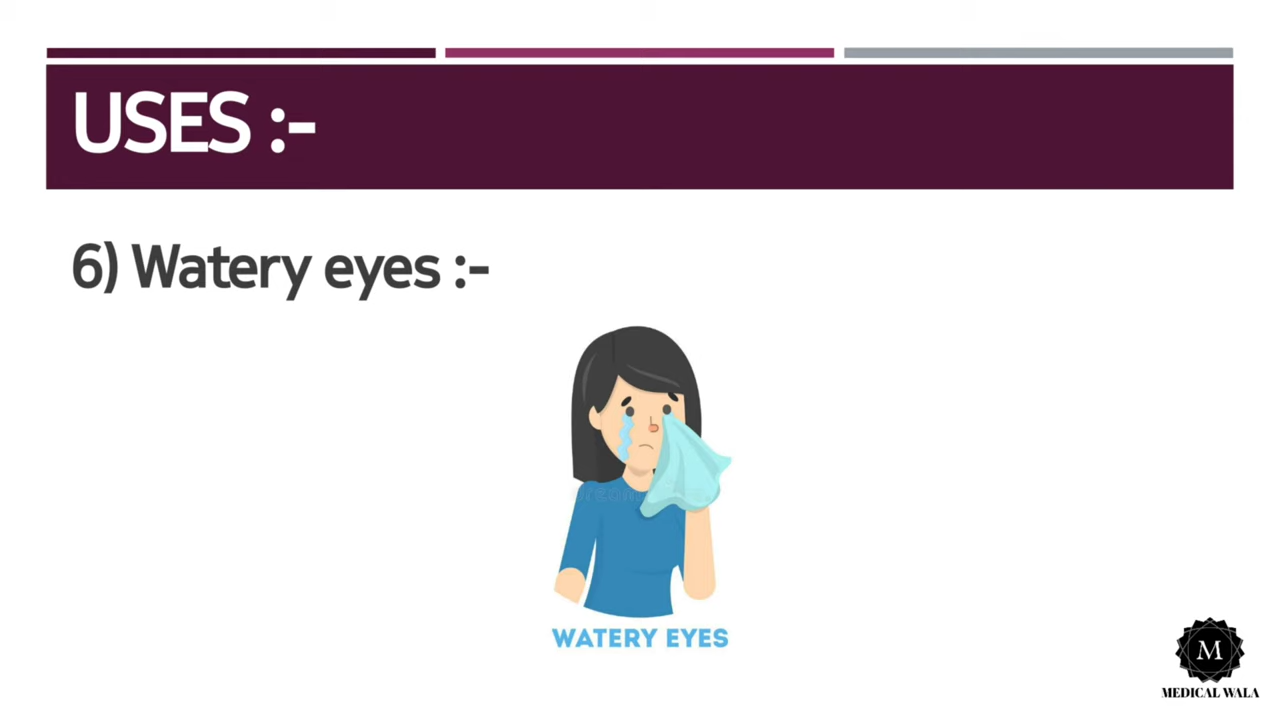 USES :-
6) Watery eyes :-
WATERY EYES
M
MEDICAL WALA